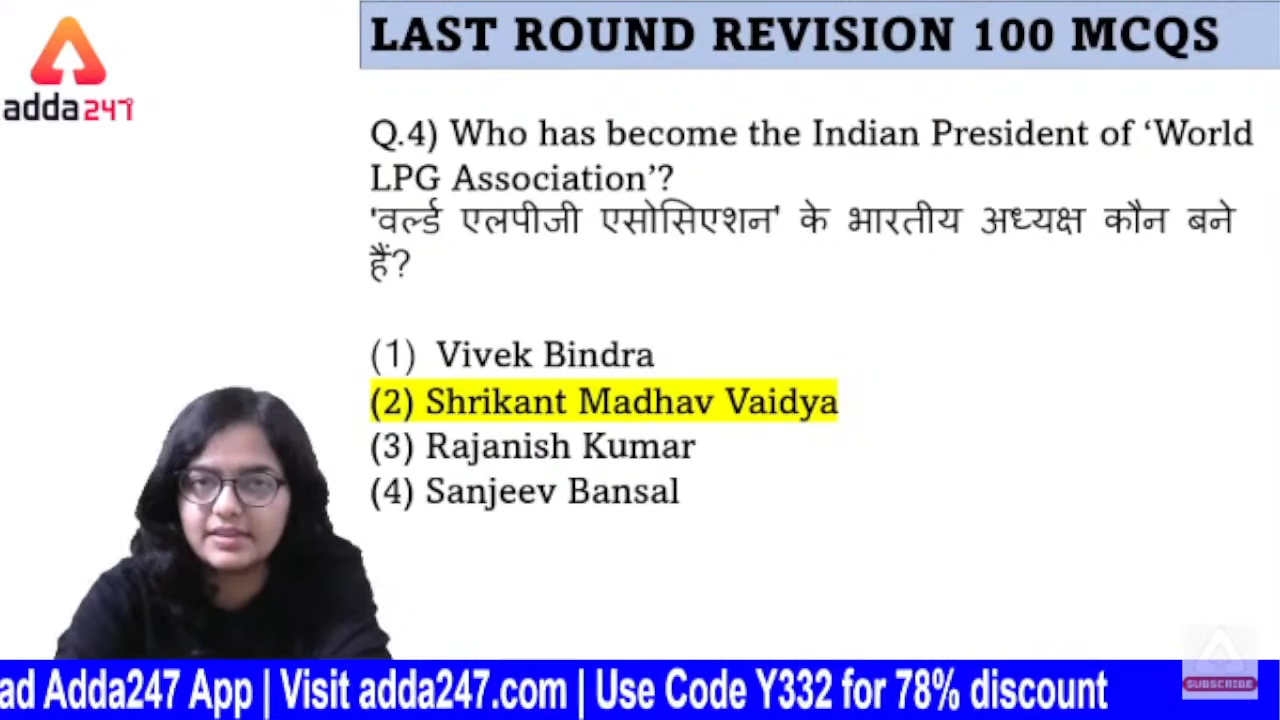 LAST ROUND REVISION 100 MCQS
adda247
Q.4) Who has become the Indian President of ‘World
LPG Association’?
'वर्ल्ड एलपीजी एसोसिएशन' के भारतीय अध्यक्ष कौन बने
हैं?
(1) Vivek Bindra
(2) Shrikant Madhav Vaidya
(3) Rajanish Kumar
(4) Sanjeev Bansal
SUBSCRIBE
ad Adda247 App | Visit adda247.com | Use Code Y332 for 78% discount